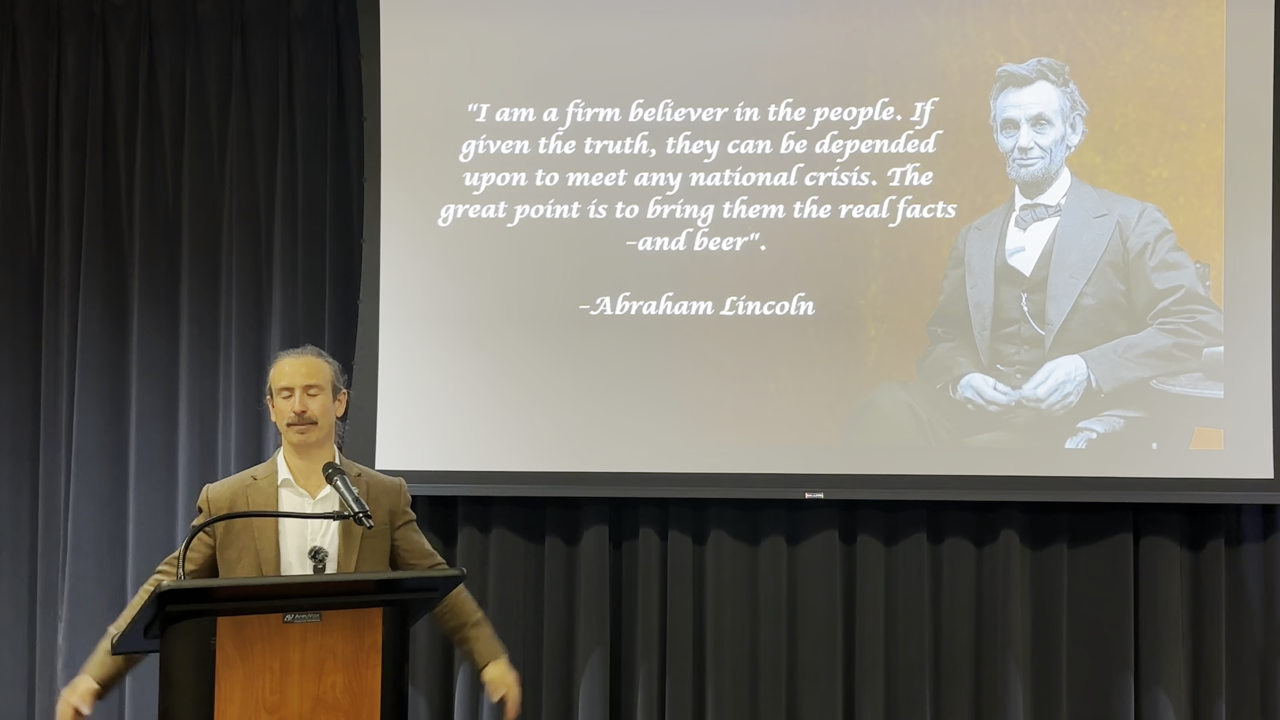 "I am a firm believer in the people. If
given the truth, they can be depended
upon to meet any national crisis. The
great point is to bring them the real facts
-and beer".
-Abraham Lincoln